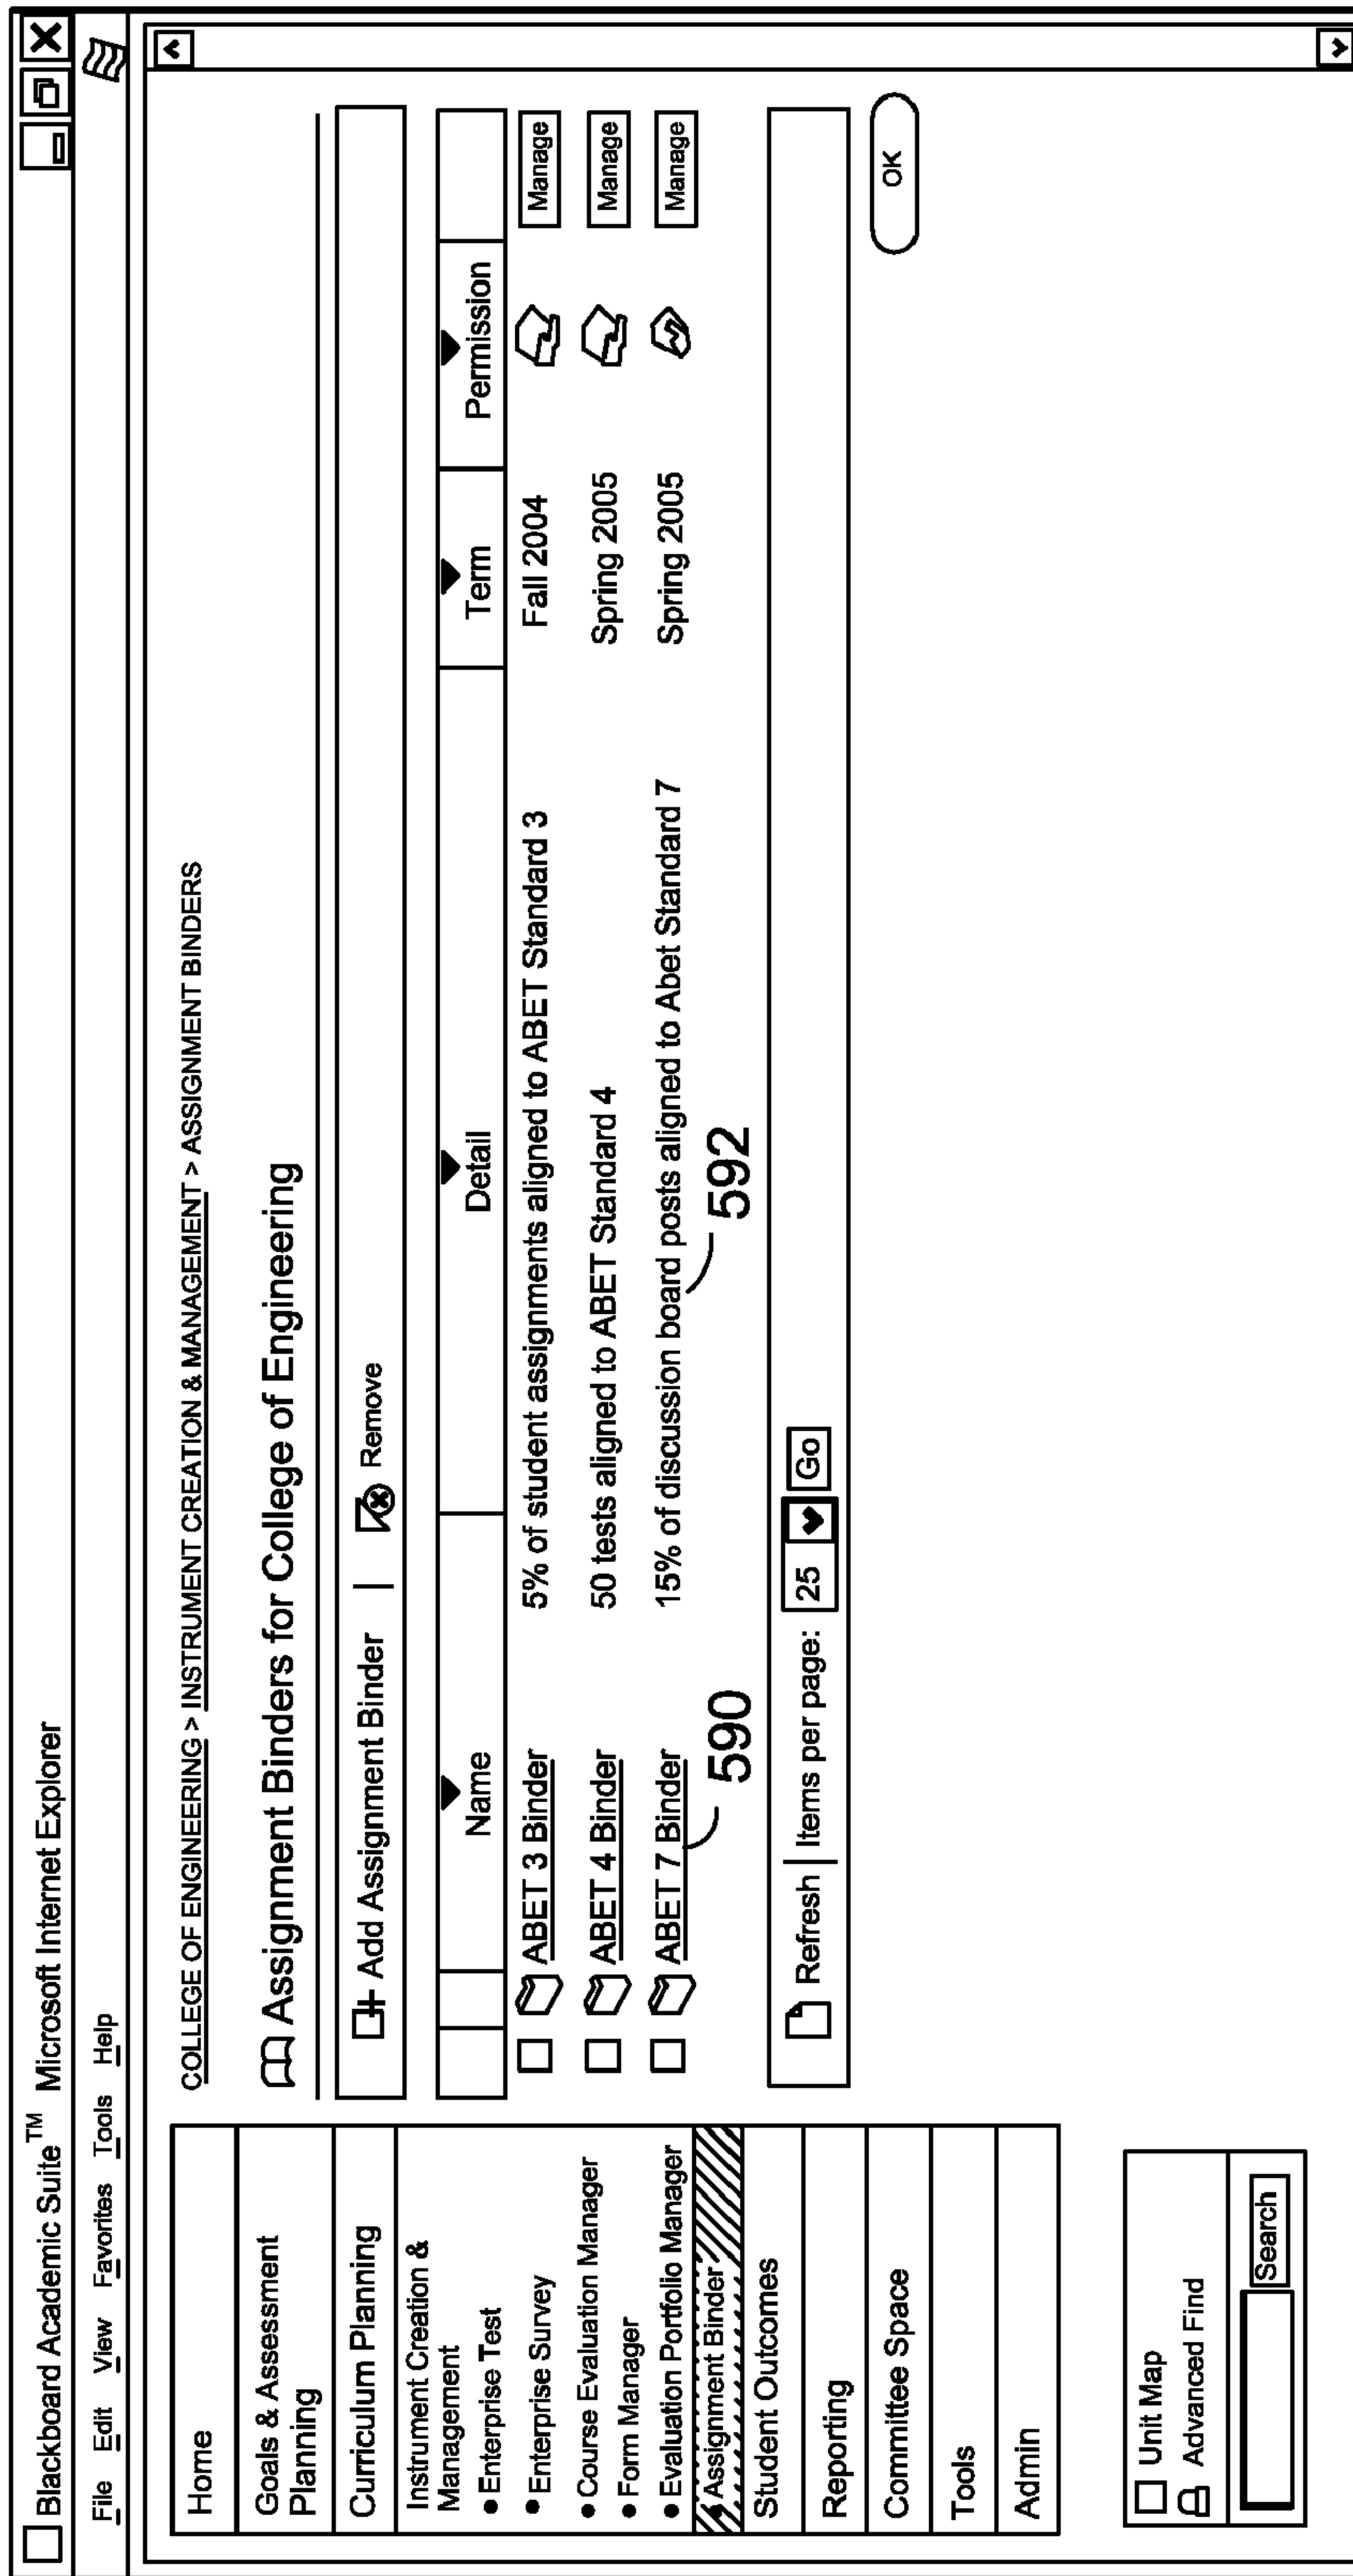 Blackboard Academic Suite™ Microsoft Internet Explorer
File Edit View Favorites Tools Help
Home
Goals & Assessment
Planning
Curriculum Planning
Instrument Creation &
Management
• Enterprise Test
• Enterprise Survey
• Course Evaluation Manager
• Form Manager
• Evaluation Portfolio Manager
• Assignment Binder
Student Outcomes
Reporting
Committee Space
Tools
Admin
Unit Map
Advanced Find
Search
COLLEGE OF ENGINEERING > INSTRUMENT CREATION & MANAGEMENT > ASSIGNMENT BINDERS
Assignment Binders for College of Engineering
Add Assignment Binder | Remove
Name Detail Term Permission
ABET 3 Binder 5% of student assignments aligned to ABET Standard 3 Fall 2004 Manage
ABET 4 Binder 50 tests aligned to ABET Standard 4 Spring 2005 Manage
ABET 7 Binder 15% of discussion board posts aligned to Abet Standard 7 Spring 2005 Manage
590 592
Refresh | Items per page: 25 Go
OK